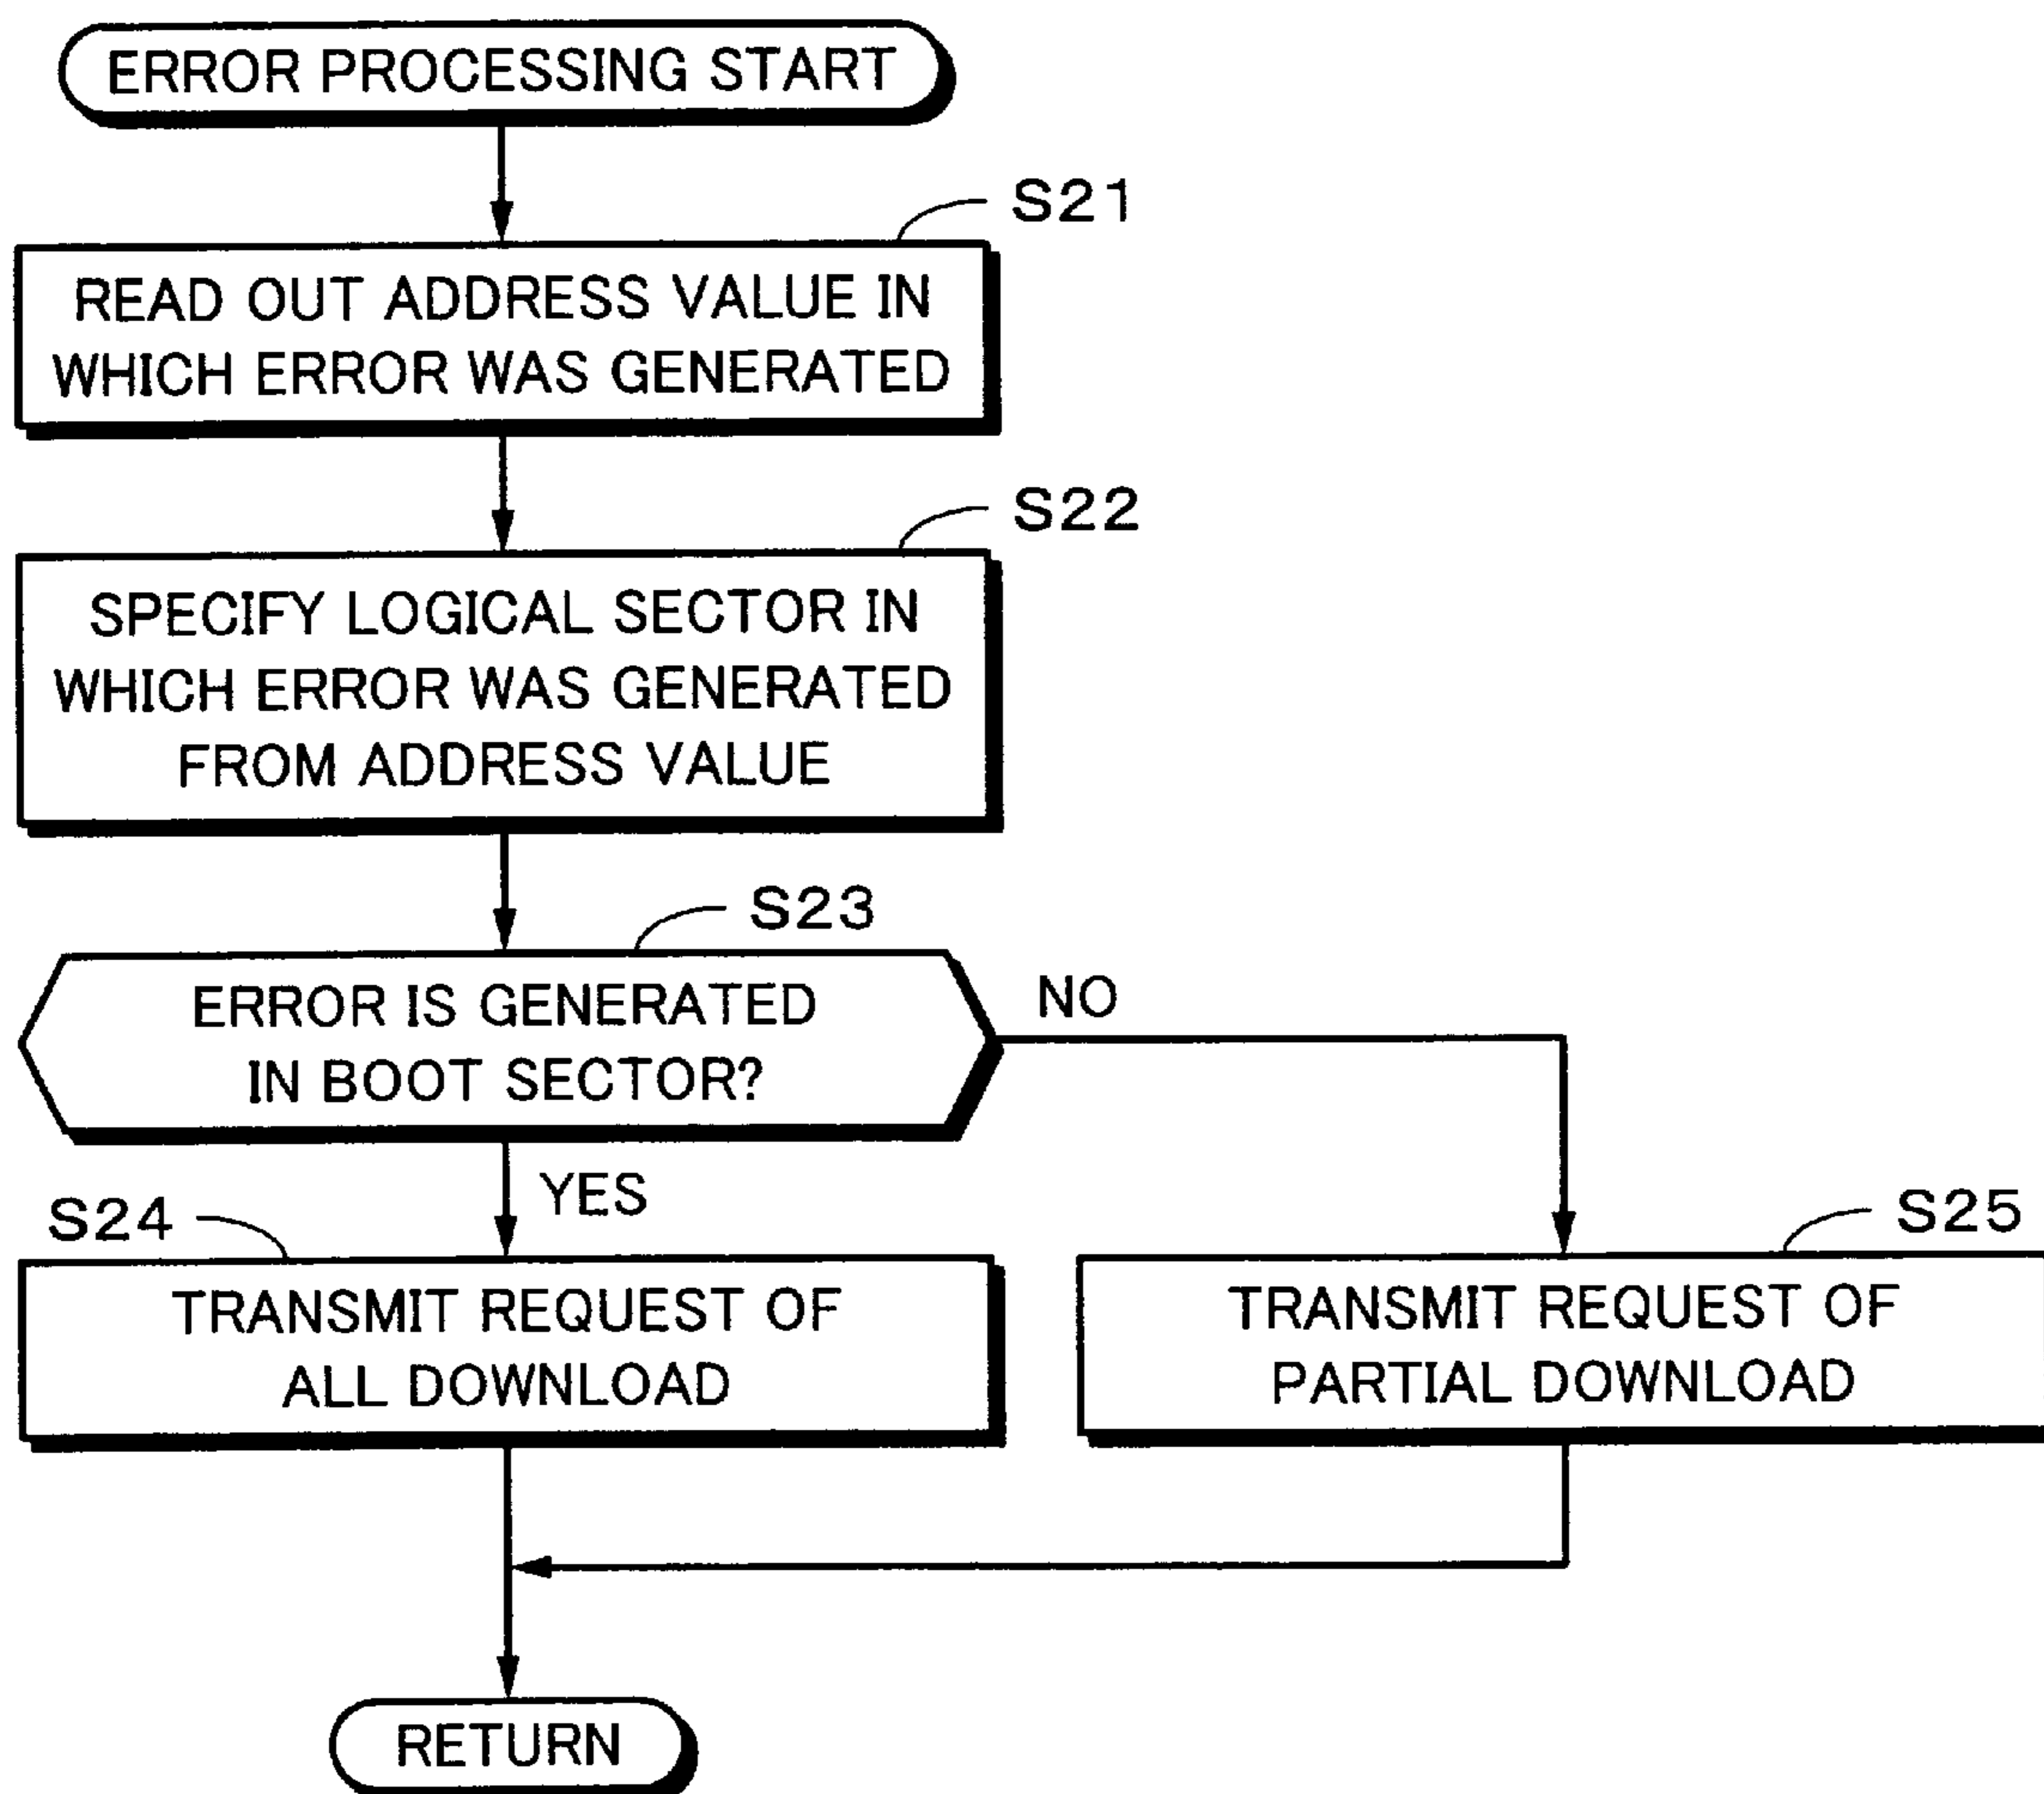 ERROR PROCESSING START
S21
READ OUT ADDRESS VALUE IN
WHICH ERROR WAS GENERATED
S22
SPECIFY LOGICAL SECTOR IN
WHICH ERROR WAS GENERATED
FROM ADDRESS VALUE
S23
ERROR IS GENERATED
IN BOOT SECTOR?
NO
YES
S24
TRANSMIT REQUEST OF
ALL DOWNLOAD
S25
TRANSMIT REQUEST OF
PARTIAL DOWNLOAD
RETURN